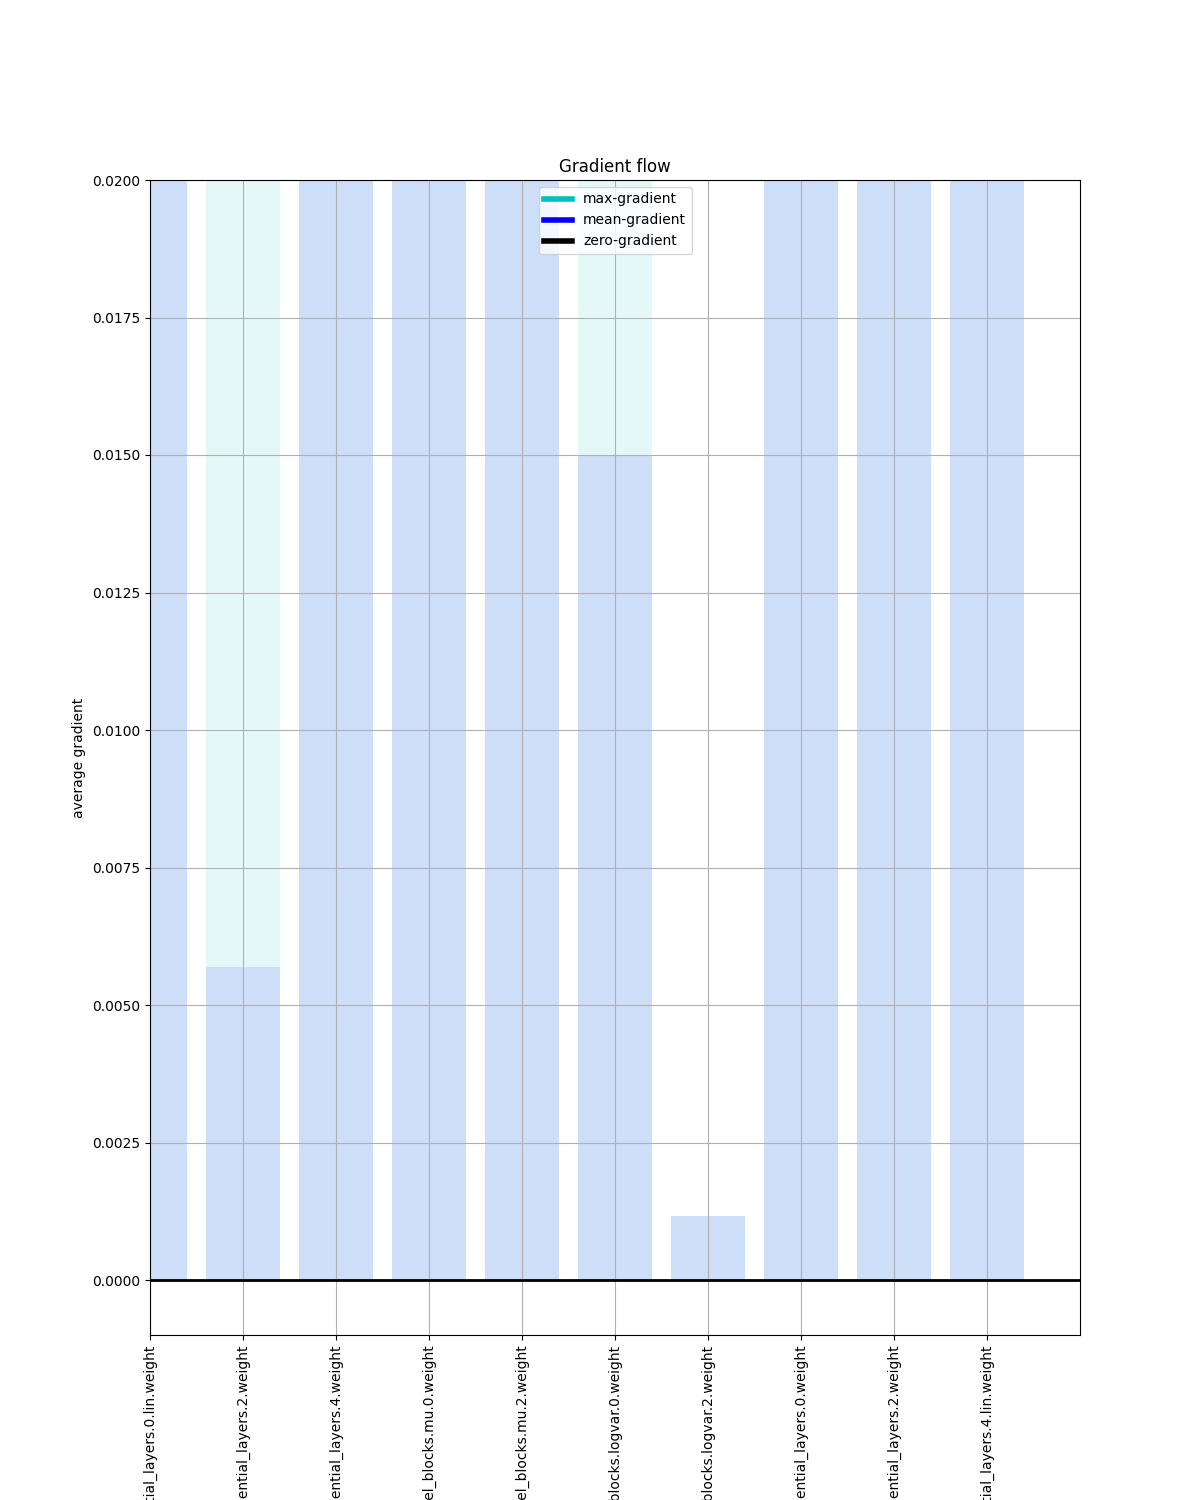 Gradient flow
max-gradient
mean-gradient
zero-gradient
0.0200
0.0175
0.0150
0.0125
0.0100
0.0075
0.0050
0.0025
0.0000
average gradient
tial_layers.0.lin.weight
ential_layers.2.weight
ential_layers.4.weight
el_blocks.mu.0.weight
el_blocks.mu.2.weight
blocks.logvar.0.weight
blocks.logvar.2.weight
ential_layers.0.weight
ential_layers.2.weight
tial_layers.4.lin.weight